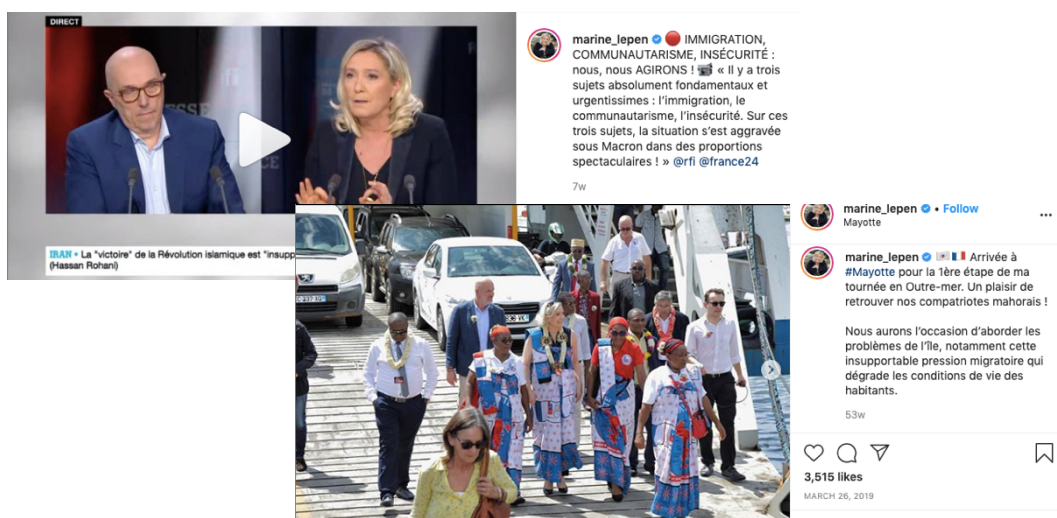 DIRECT
IRAN • La "victoire" de la Révolution islamique est "insupp
(Hassan Rohani)
marine_lepen 🔴 IMMIGRATION,
COMMUNAUTARISME, INSÉCURITÉ :
nous, nous AGIRONS ! 📹 « Il y a trois
sujets absolument fondamentaux et
urgentissimes : l'immigration, le
communautarisme, l'insécurité. Sur ces
trois sujets, la situation s'est aggravée
sous Macron dans des proportions
spectaculaires ! » @rfi @france24
7w
marine_lepen • Follow
Mayotte
marine_lepen 🇾🇹 🇫🇷 Arrivée à
#Mayotte pour la 1ère étape de ma
tournée en Outre-mer. Un plaisir de
retrouver nos compatriotes mahorais !
Nous aurons l'occasion d'aborder les
problèmes de l'île, notamment cette
insupportable pression migratoire qui
dégrade les conditions de vie des
habitants.
53w
3,515 likes
MARCH 26, 2019